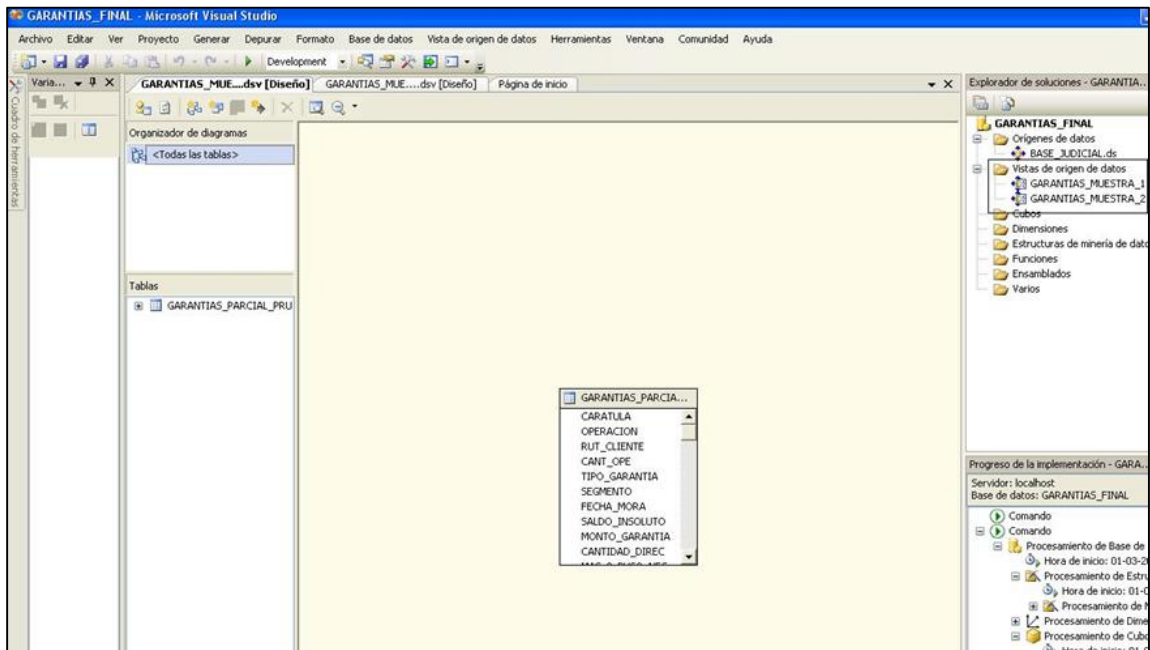 GARANTIAS_FINAL - Microsoft Visual Studio
Archivo Editar Ver Proyecto Generar Depurar Formato Base de datos Vista de origen de datos Herramientas Ventana Comunidad Ayuda
Development
Varia...
GARANTIAS_MUE....dsv [Diseño] GARANTIAS_MUE....dsv [Diseño] Página de inicio
Cuadro de herramientas
Organizador de diagramas
<Todas las tablas>
Tablas
GARANTIAS_PARCIAL_PRU
GARANTIAS_PARCIA...
CARATULA
OPERACION
RUT_CLIENTE
CANT_OPE
TIPO_GARANTIA
SEGMENTO
FECHA_MORA
SALDO_INSOLUTO
MONTO_GARANTIA
CANTIDAD_DIREC
Explorador de soluciones - GARANTIA...
GARANTIAS_FINAL
Orígenes de datos
BASE_JUDICIAL.ds
Vistas de origen de datos
GARANTIAS_MUESTRA_1
GARANTIAS_MUESTRA_2
Cubos
Dimensiones
Estructuras de minería de dato
Funciones
Ensamblados
Varios
Progreso de la implementación - GARA...
Servidor: localhost
Base de datos: GARANTIAS_FINAL
Comando
Comando
Procesamiento de Base de
Hora de inicio: 01-03-2
Procesamiento de Estru
Hora de inicio: 01-0
Procesamiento de
Procesamiento de Dime
Procesamiento de Cubo